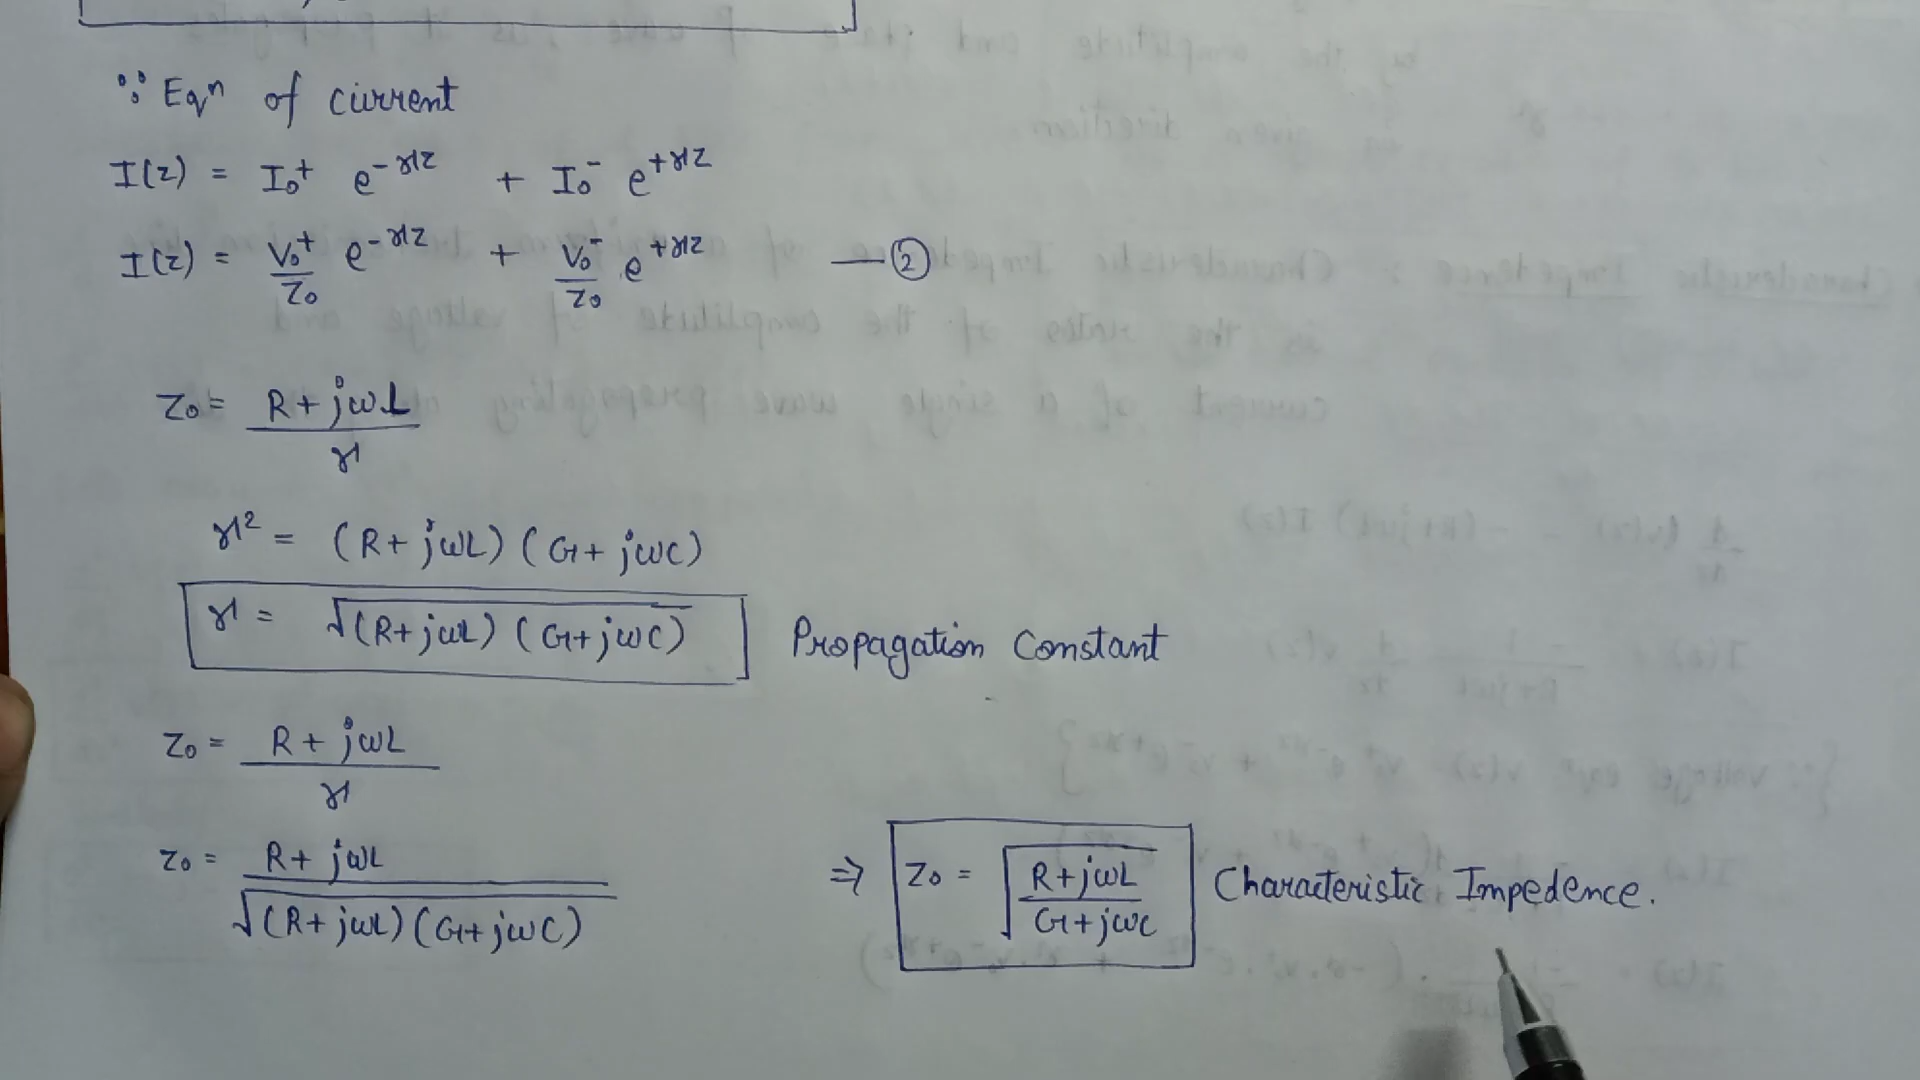 ∵ Eqn of current
I(z) = I₀⁺ e^-γz + I₀⁻ e^+γz
I(z) = V₀⁺/Z₀ e^-γz + V₀⁻/Z₀ e^+γz —②
Z₀ = R+jωL / γ
γ² = (R+jωL) (G+jωC)
γ = √(R+jωL) (G+jωC) Propagation Constant
Z₀ = R+jωL / γ
Z₀ = R+jωL / √(R+jωL) (G+jωC) ⇒ Z₀ = √R+jωL / G+jωC Characteristic Impedence.